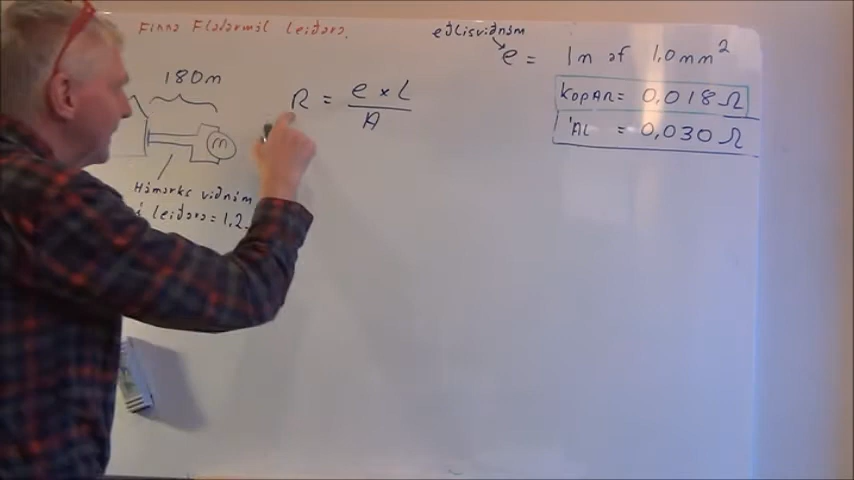 Finna Fladarmál leiðara.
eðlisviðnám
e = 1m af 1,0mm²
Kopar = 0,018 Ω
'AL = 0,030 Ω
180m
R = e x L
A
m
Hámarks viðnám
í leiðara = 1,2